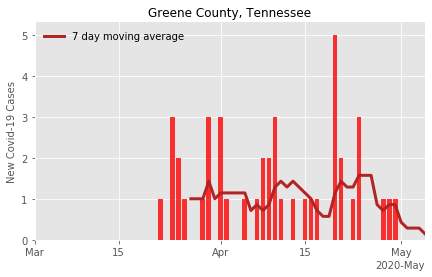 Greene County, Tennessee
7 day moving average
New Covid-19 Cases
5
4
3
2
1
0
Mar
15
Apr
15
May
2020-May